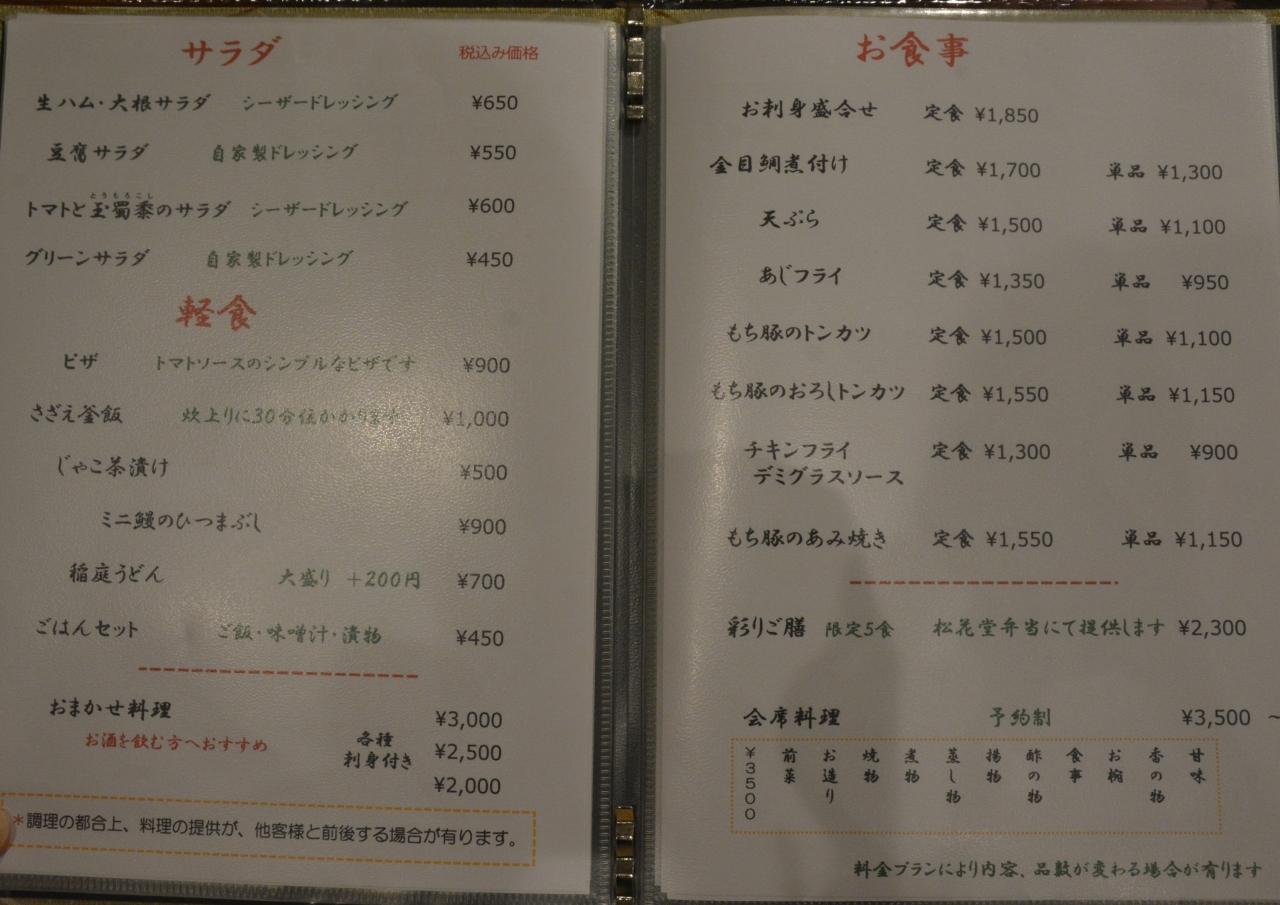 サラダ 税込み価格
生ハム・大根サラダ シーザードレッシング ¥650
豆腐サラダ 自家製ドレッシング ¥550
とうもろこし
トマトと玉蜀黍のサラダ シーザードレッシング ¥600
グリーンサラダ 自家製ドレッシング ¥450
軽食
ピザ トマトソースのシンプルなピザです ¥900
さざえ釜飯 炊上りに30分位かかります ¥1,000
じゃこ茶漬け ¥500
ミニ鰻のひつまぶし ¥900
稲庭うどん 大盛り +200円 ¥700
ごはんセット ご飯・味噌汁・漬物 ¥450
おまかせ料理 ¥3,000
お酒を飲む方へおすすめ 各種
刺身付き ¥2,500
¥2,000
*調理の都合上、料理の提供が、他客様と前後する場合が有ります。
お食事
お刺身盛合せ 定食 ¥1,850
金目鯛煮付け 定食 ¥1,700 単品 ¥1,300
天ぷら 定食 ¥1,500 単品 ¥1,100
あじフライ 定食 ¥1,350 単品 ¥950
もち豚のトンカツ 定食 ¥1,500 単品 ¥1,100
もち豚のおろしトンカツ 定食 ¥1,550 単品 ¥1,150
チキンフライ 定食 ¥1,300 単品 ¥900
デミグラスソース
もち豚のあみ焼き 定食 ¥1,550 単品 ¥1,150
彩りご膳 限定5食 松花堂弁当にて提供します ¥2,300
会席料理 予約制 ¥3,500 ~
¥3500
前菜
お造り
焼物
煮物
蒸し物
揚物
酢の物
食事
お椀
香の物
甘味
料金プランにより内容、品数が変わる場合が有ります